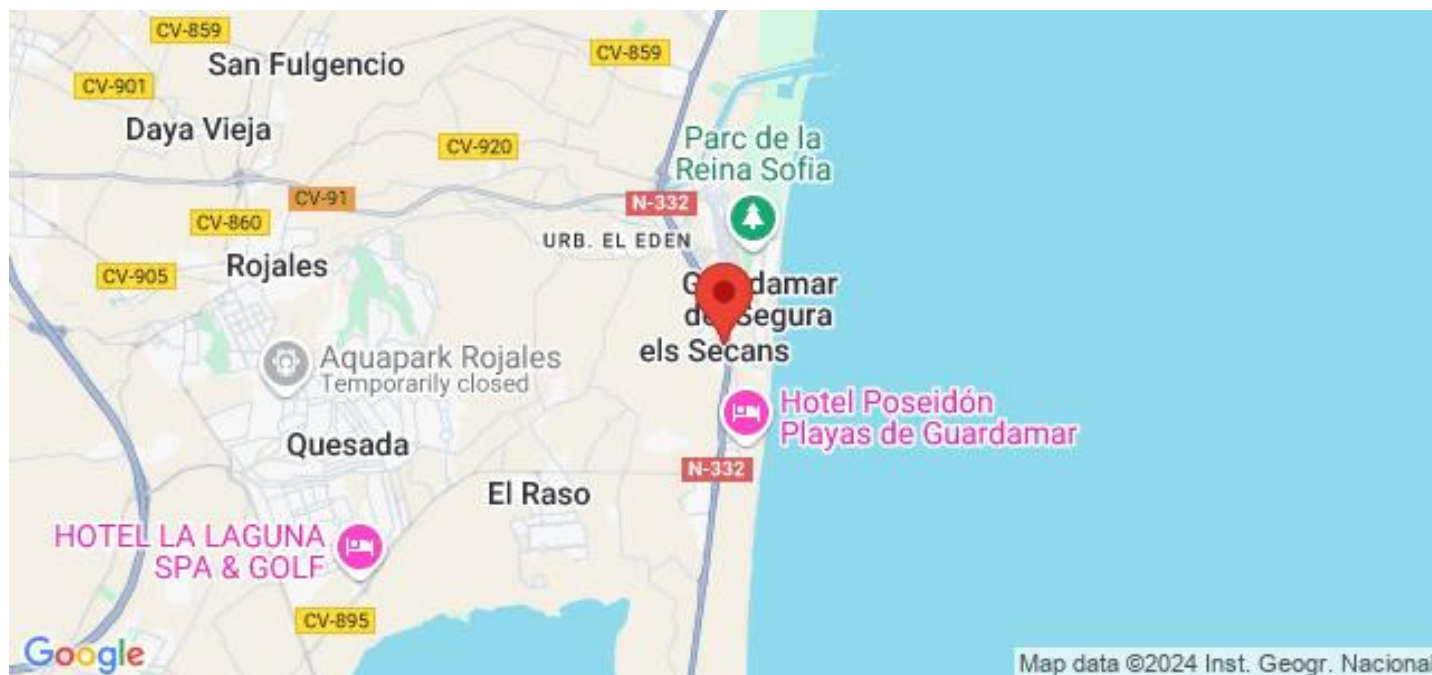 CV-859
San Fulgencio
CV-859
CV-901
Daya Vieja
CV-920
Parc de la
Reina Sofia
CV-91
N-332
CV-860
URB. EL EDEN
Rojales
CV-905
damar
Segura
els Secans
Aquapark Rojales
Temporarily closed
Hotel Poseidón
Playas de Guardamar
Quesada
N-332
El Raso
HOTEL LA LAGUNA
SPA & GOLF
CV-895
Google
Map data ©2024 Inst. Geogr. Nacional